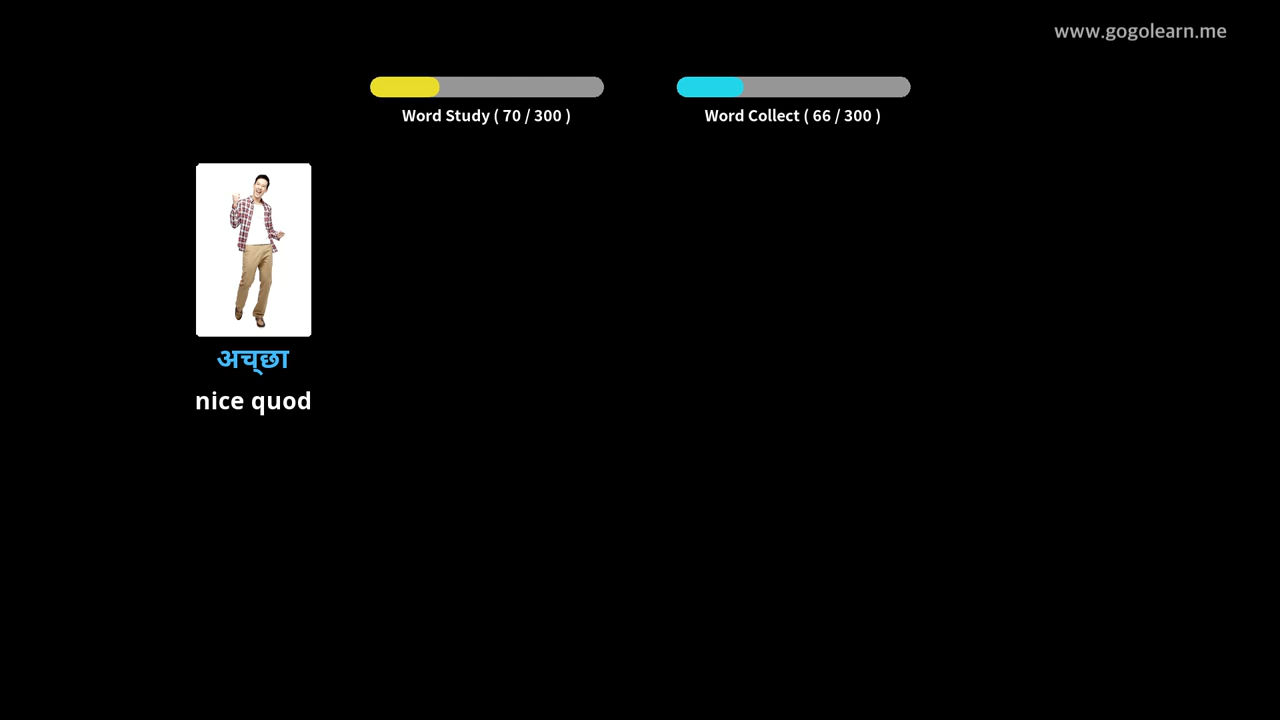 www.gogolearn.me
Word Study ( 70 / 300 )
Word Collect ( 66 / 300 )
अच्‌छा
nice quod